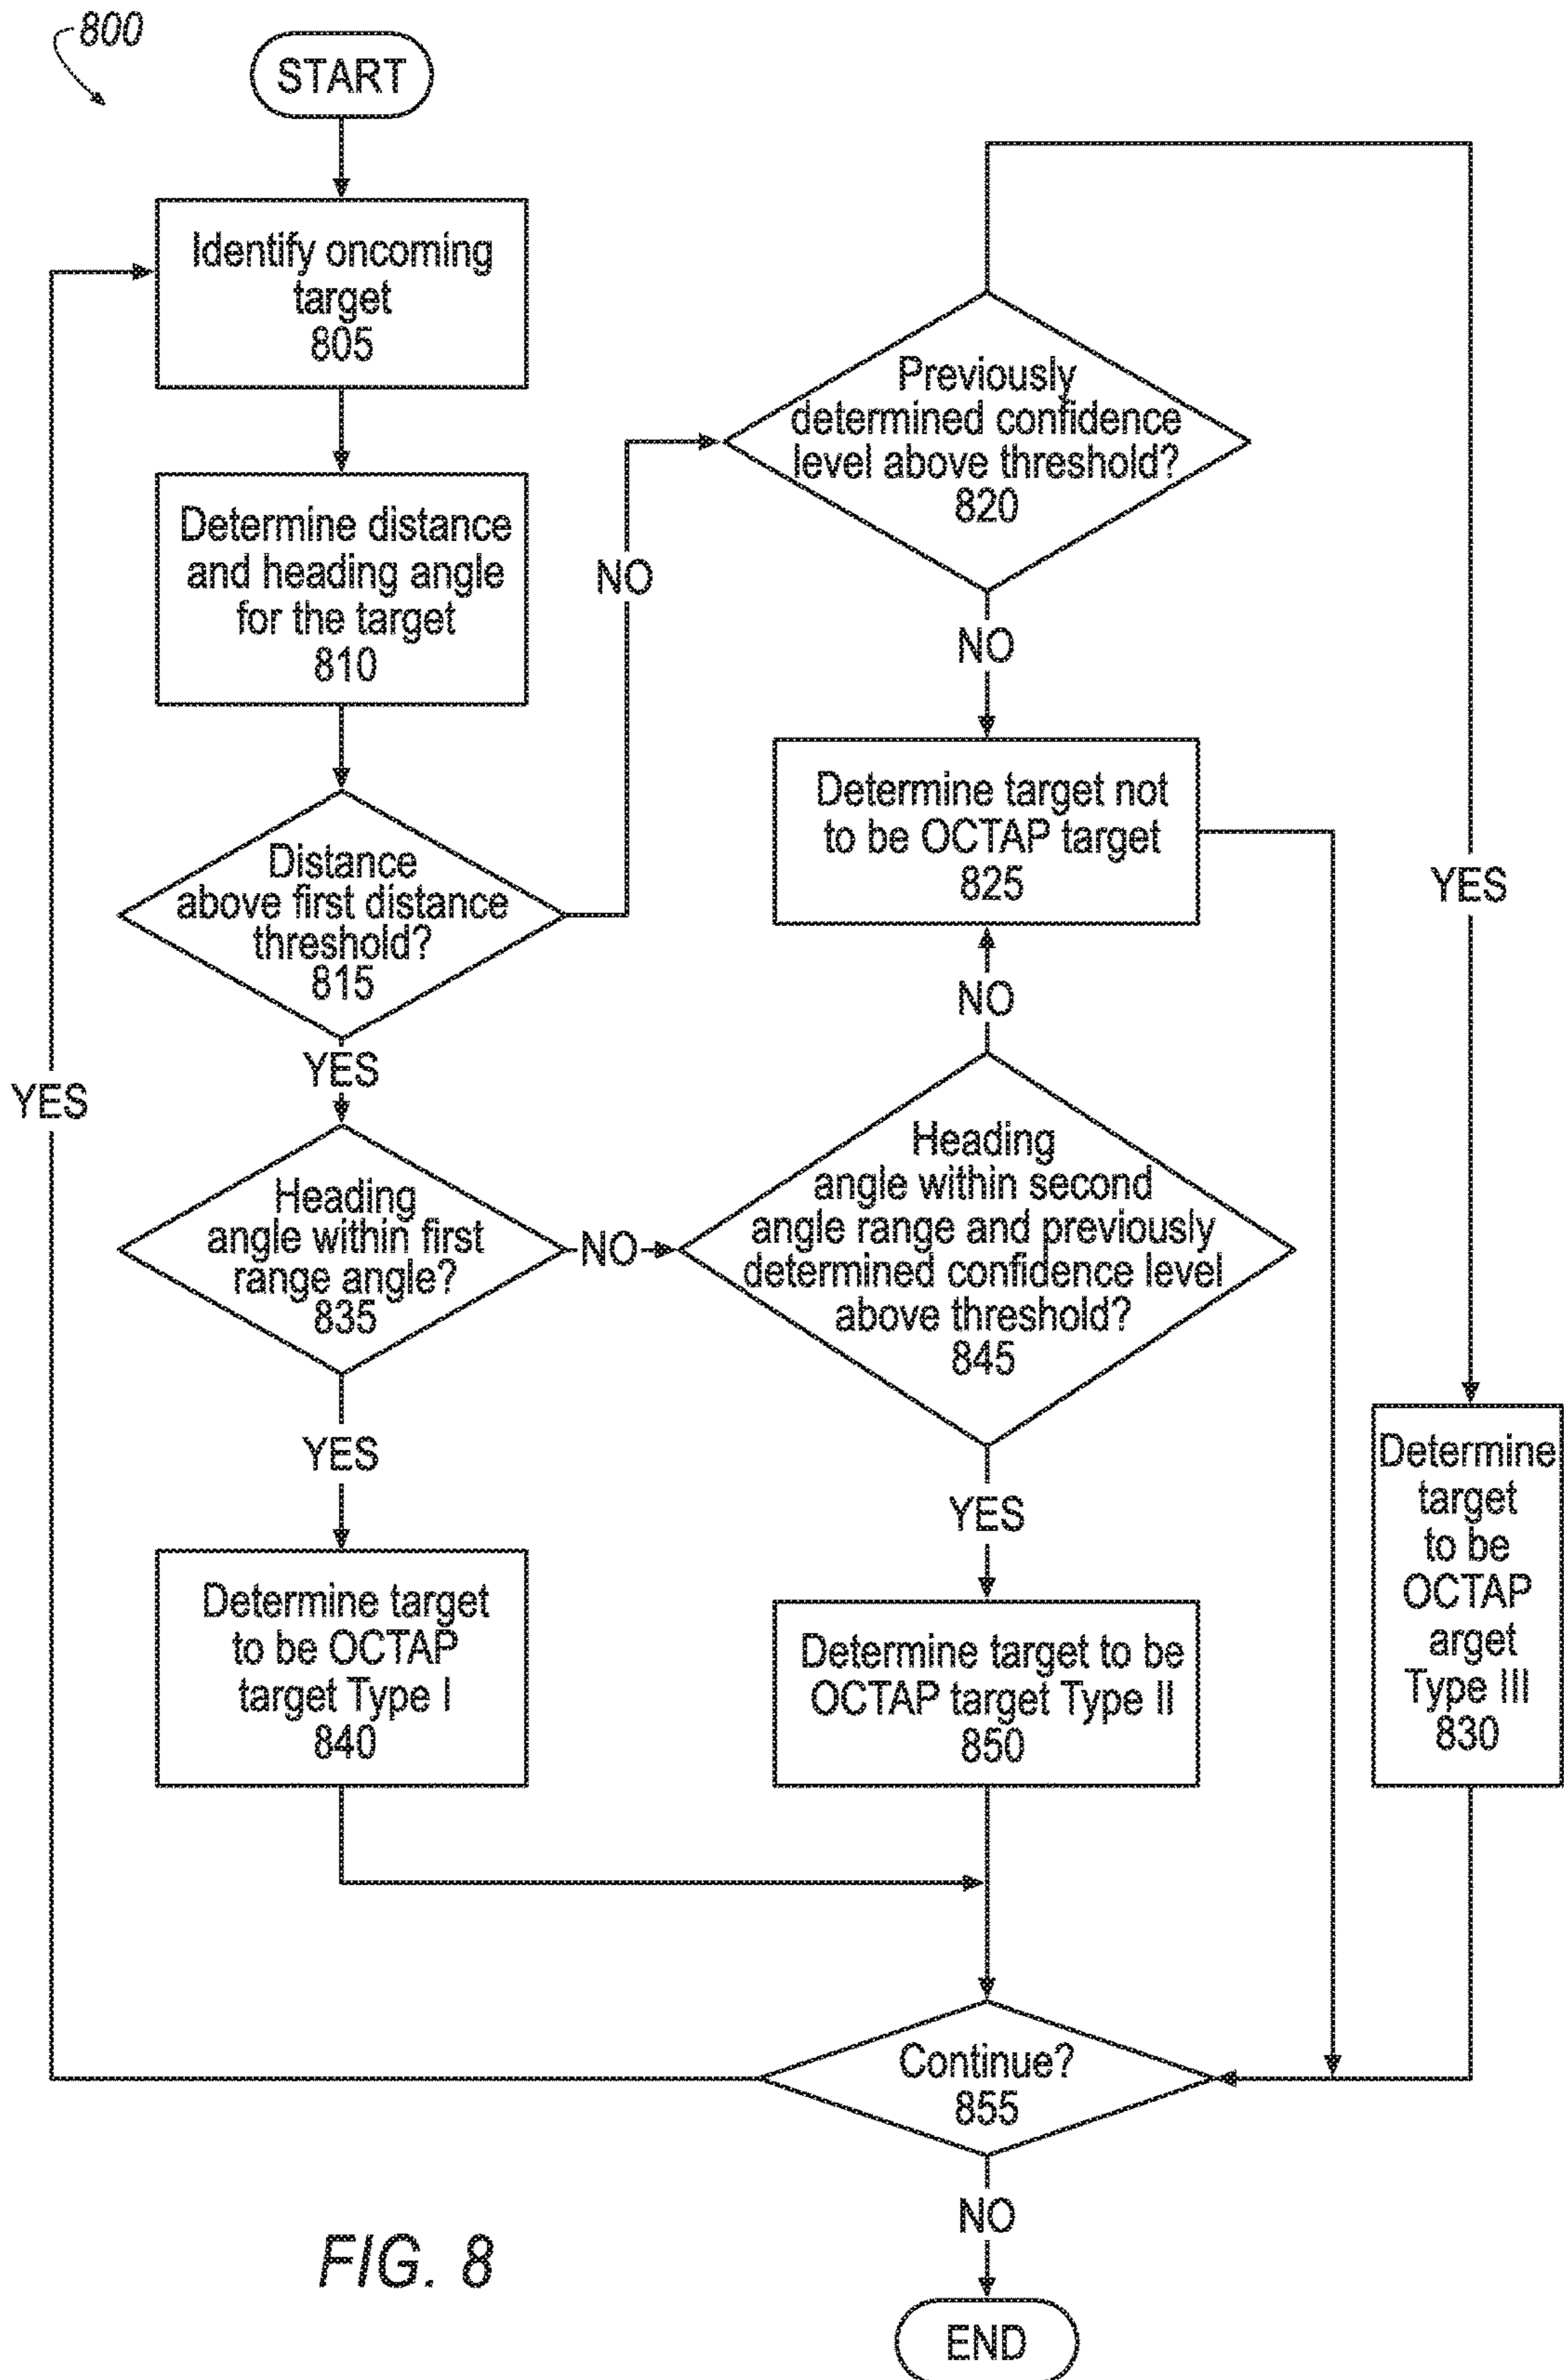 800
START
Identify oncoming
target
805
Determine distance
and heading angle
for the target
810
Distance
above first distance
threshold?
815
NO
YES
Previously
determined confidence
level above threshold?
820
NO
YES
Determine target not
to be OCTAP target
825
NO
Heading
angle within first
range angle?
835
NO
YES
Heading
angle within second
angle range and previously
determined confidence level
above threshold?
845
YES
Determine target
to be OCTAP
target Type I
840
Determine target to be
OCTAP target Type II
850
Determine
target
to be
OCTAP
arget
Type III
830
YES
Continue?
855
NO
END
FIG. 8